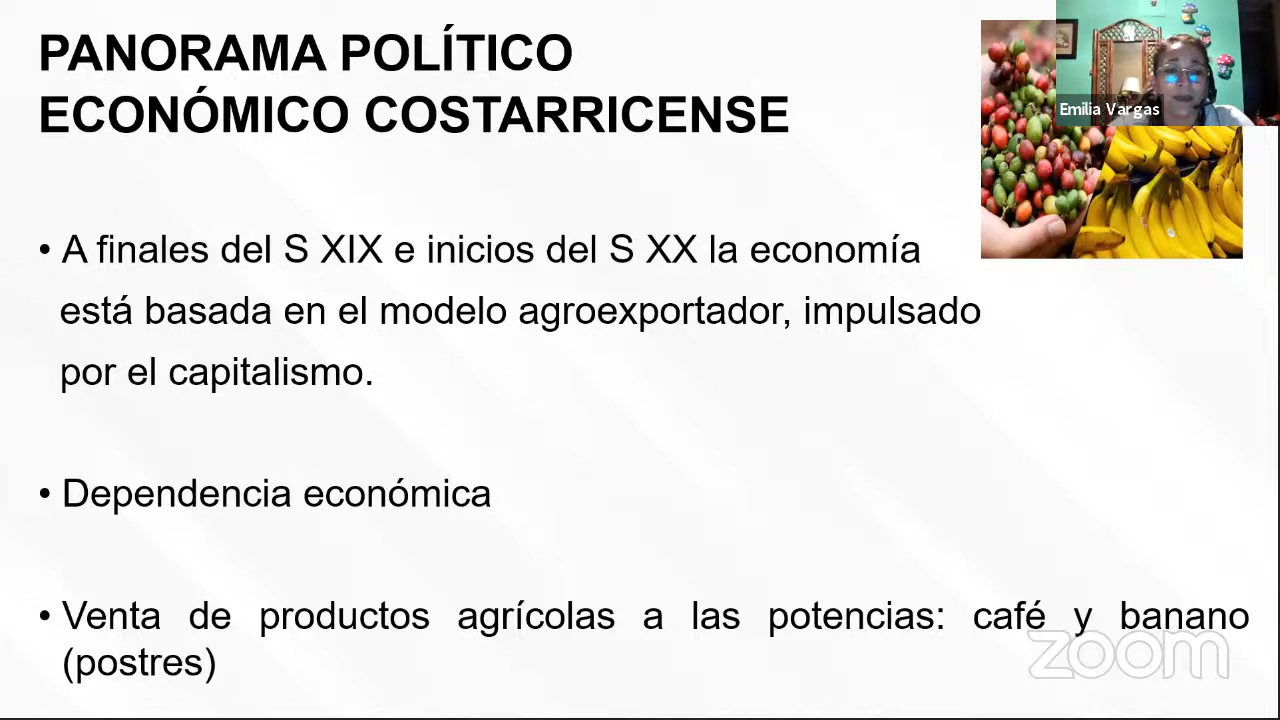 PANORAMA POLÍTICO
ECONÓMICO COSTARRICENSE
Emilia Vargas
• A finales del S XIX e inicios del S XX la economía
está basada en el modelo agroexportador, impulsado
por el capitalismo.
• Dependencia económica
• Venta de productos agrícolas a las potencias: café y banano
(postres)
zoom